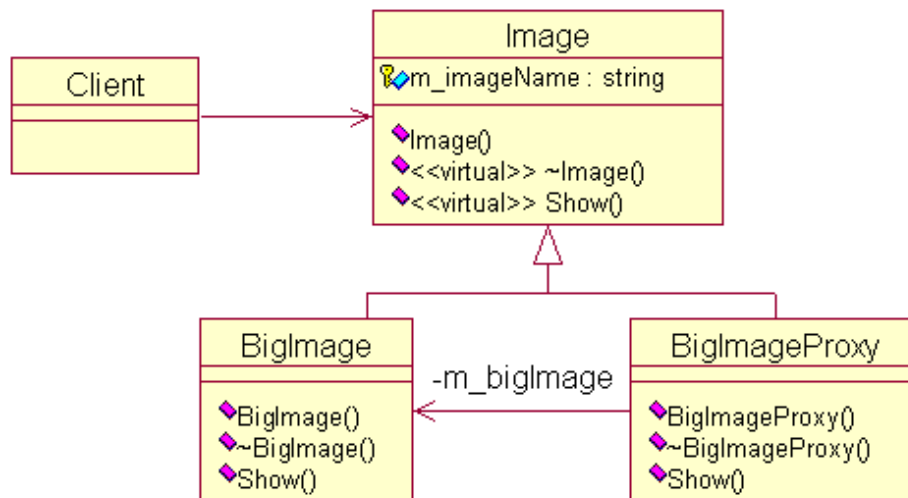 Client
Image
m_imageName : string
Image()
<<virtual>> ~Image()
<<virtual>> Show()
BigImage
BigImage()
~BigImage()
Show()
-m_bigImage
BigImageProxy
BigImageProxy()
~BigImageProxy()
Show()